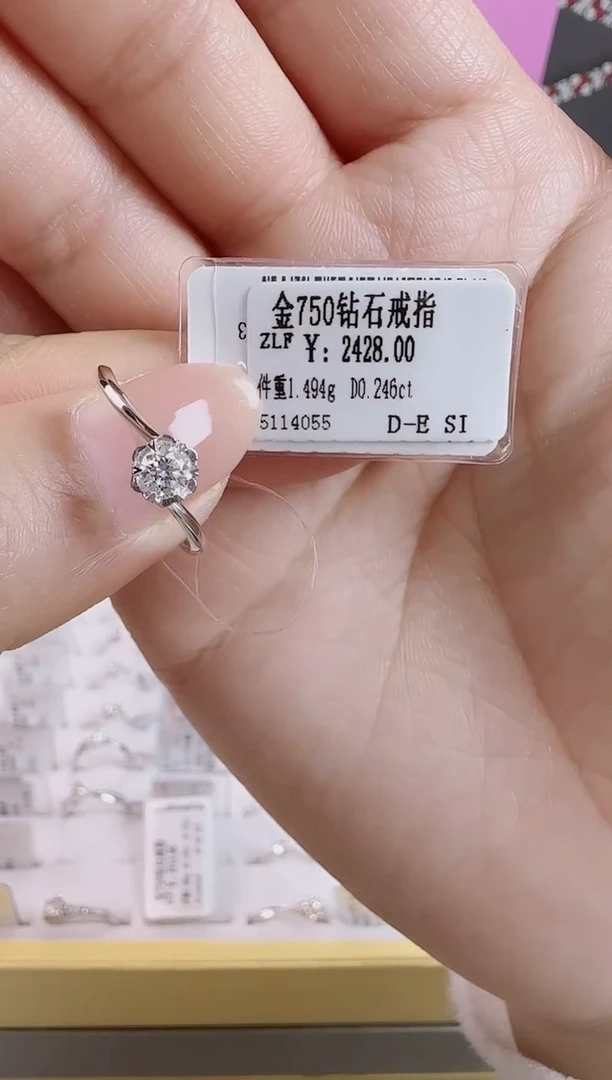 金750钻石戒指
ZLF ¥: 2428.00
件重1.494g D0.246ct
5114055 D-E SI